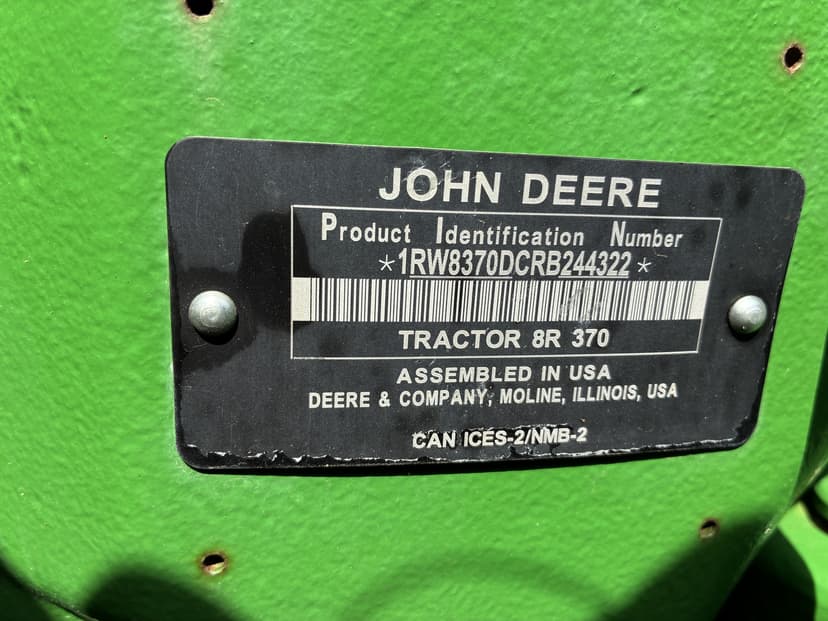 JOHN DEERE
Product Identification Number
*1RW8370DCRB244322*
TRACTOR 8R 370
ASSEMBLED IN USA
DEERE & COMPANY, MOLINE, ILLINOIS, USA
CAN ICES-2/NMB-2